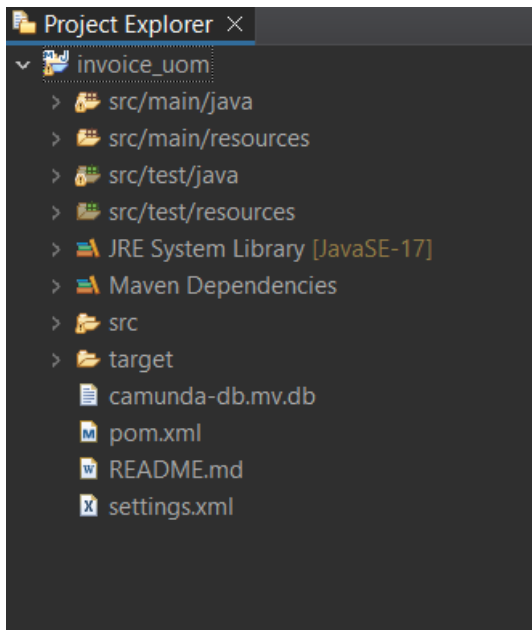 Project Explorer
invoice_uom
src/main/java
src/main/resources
src/test/java
src/test/resources
JRE System Library [JavaSE-17]
Maven Dependencies
src
target
camunda-db.mv.db
pom.xml
README.md
settings.xml